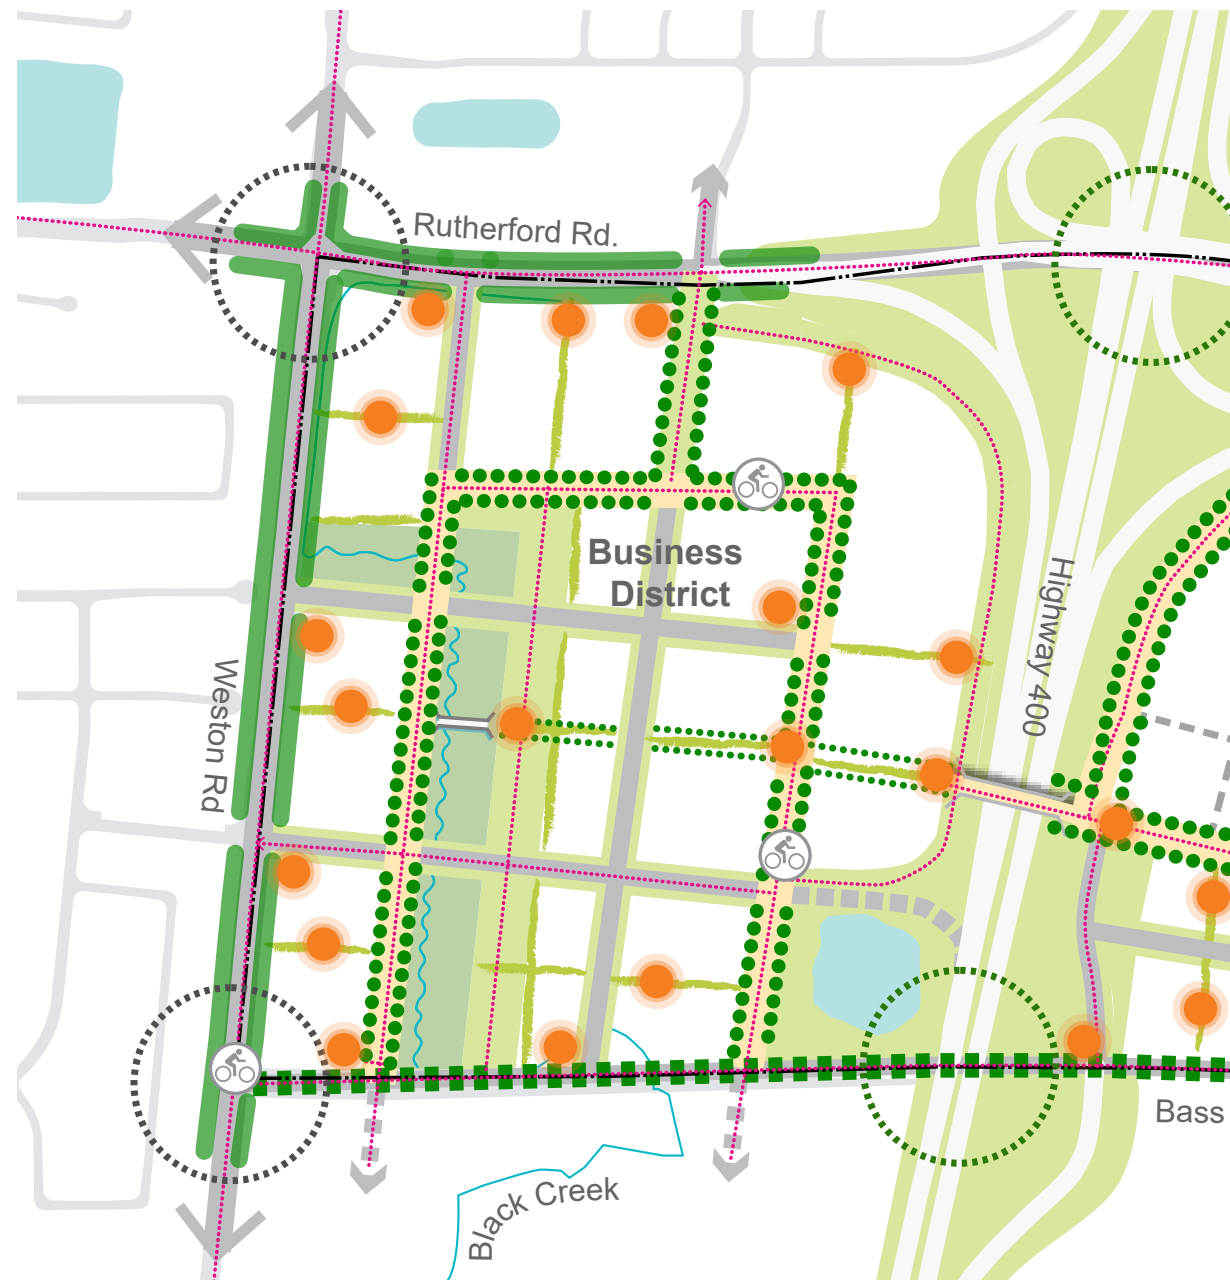 Rutherford Rd.
Business
District
Highway 400
Weston Rd
Bass
Black Creek